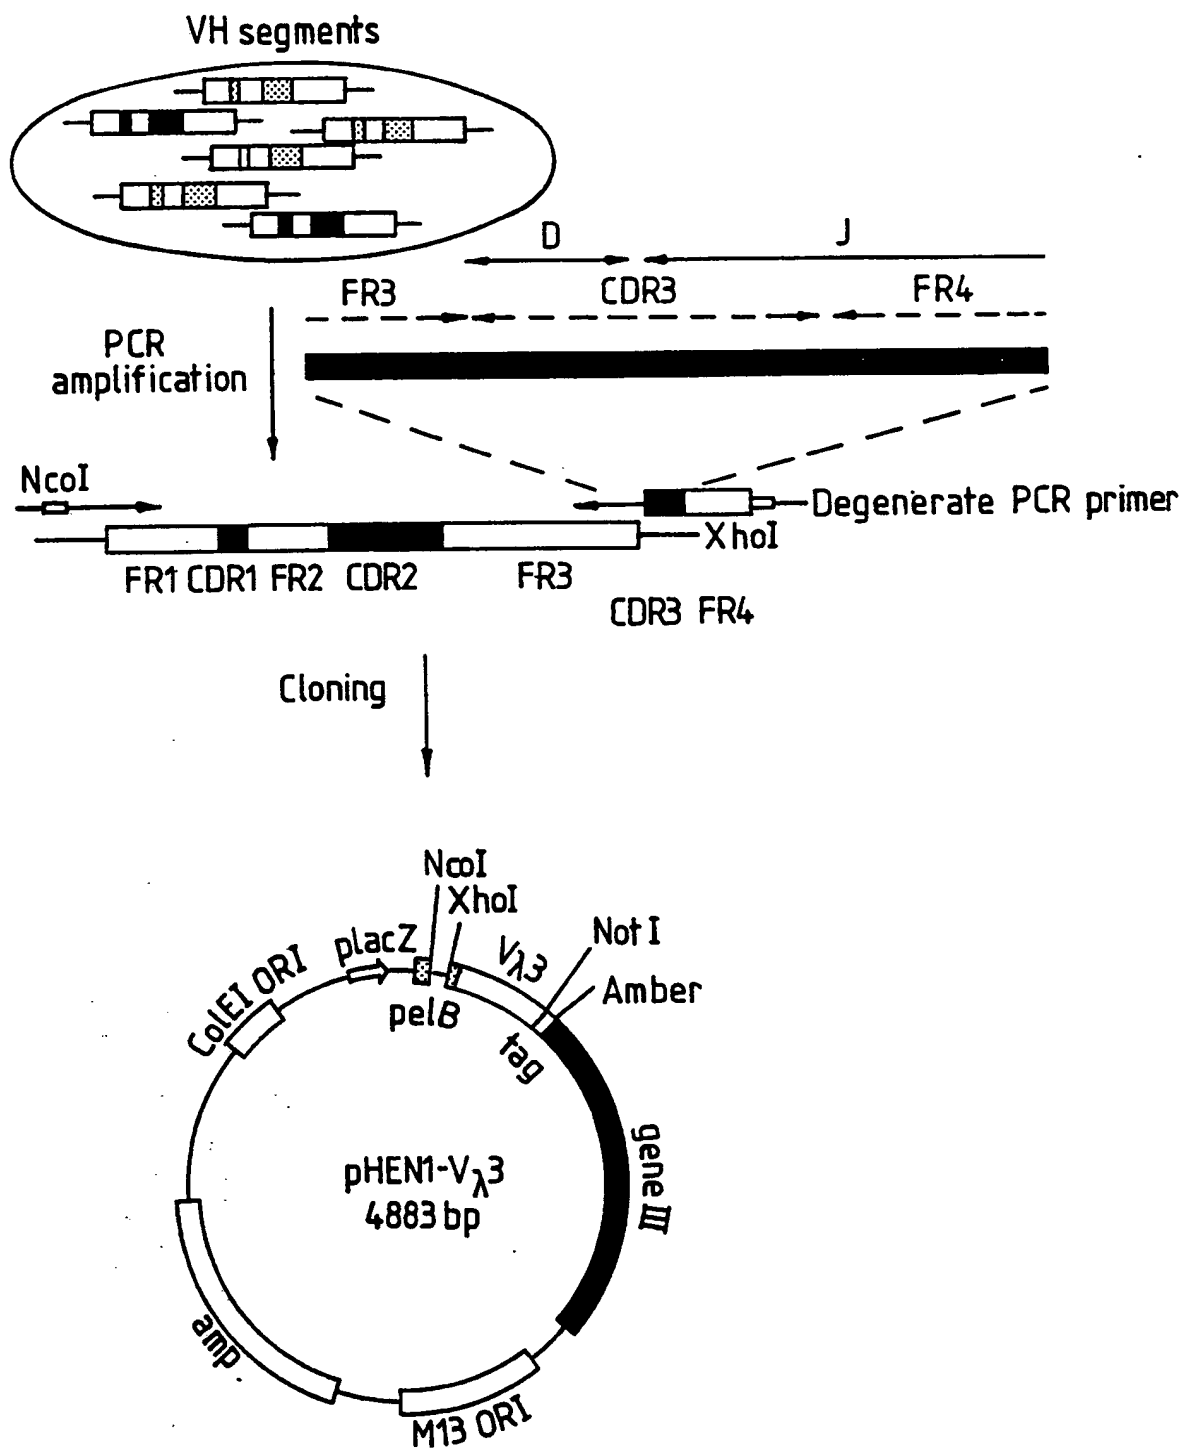 VH segments
D
J
FR3
CDR3
FR4
PCR
amplification
NcoI
Degenerate PCR primer
XhoI
FR1 CDR1 FR2 CDR2 FR3
CDR3 FR4
Cloning
NcoI
XhoI
Vλ3
Not I
Amber
placZ
pelB
tag
ColEI ORI
gene III
pHEN1-Vλ3
4883 bp
amp
M13 ORI